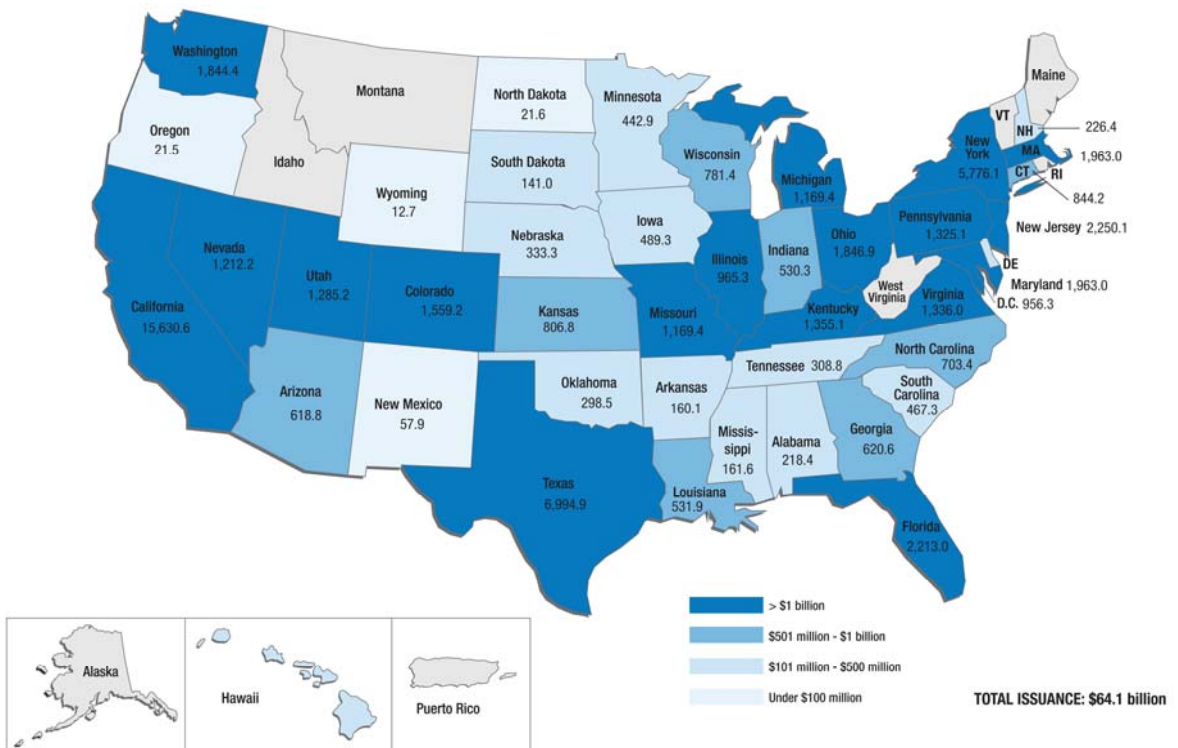 Washington
1,844.4
Oregon
21.5
Idaho
Montana
North Dakota
21.6
Minnesota
442.9
South Dakota
141.0
Wyoming
12.7
Wisconsin
781.4
Michigan
1,169.4
Maine
VT
NH
226.4
New
York
5,776.1
MA
1,963.0
CT
RI
844.2
Pennsylvania
1,325.1
New Jersey 2,250.1
Nebraska
333.3
Iowa
489.3
Illinois
965.3
Indiana
530.3
Ohio
1,846.9
DE
Maryland 1,963.0
D.C. 956.3
West
Virginia
Virginia
1,336.0
California
15,630.6
Nevada
1,212.2
Utah
1,285.2
Colorado
1,559.2
Kansas
806.8
Missouri
1,169.4
Kentucky
1,355.1
Tennessee 308.8
North Carolina
703.4
South
Carolina
467.3
Arizona
618.8
New Mexico
57.9
Oklahoma
298.5
Arkansas
160.1
Missis-
sippi
161.6
Alabama
218.4
Georgia
620.6
Texas
6,994.9
Louisiana
531.9
Florida
2,213.0
> $1 billion
$501 million - $1 billion
$101 million - $500 million
Under $100 million
Alaska
Hawaii
Puerto Rico
TOTAL ISSUANCE: $64.1 billion